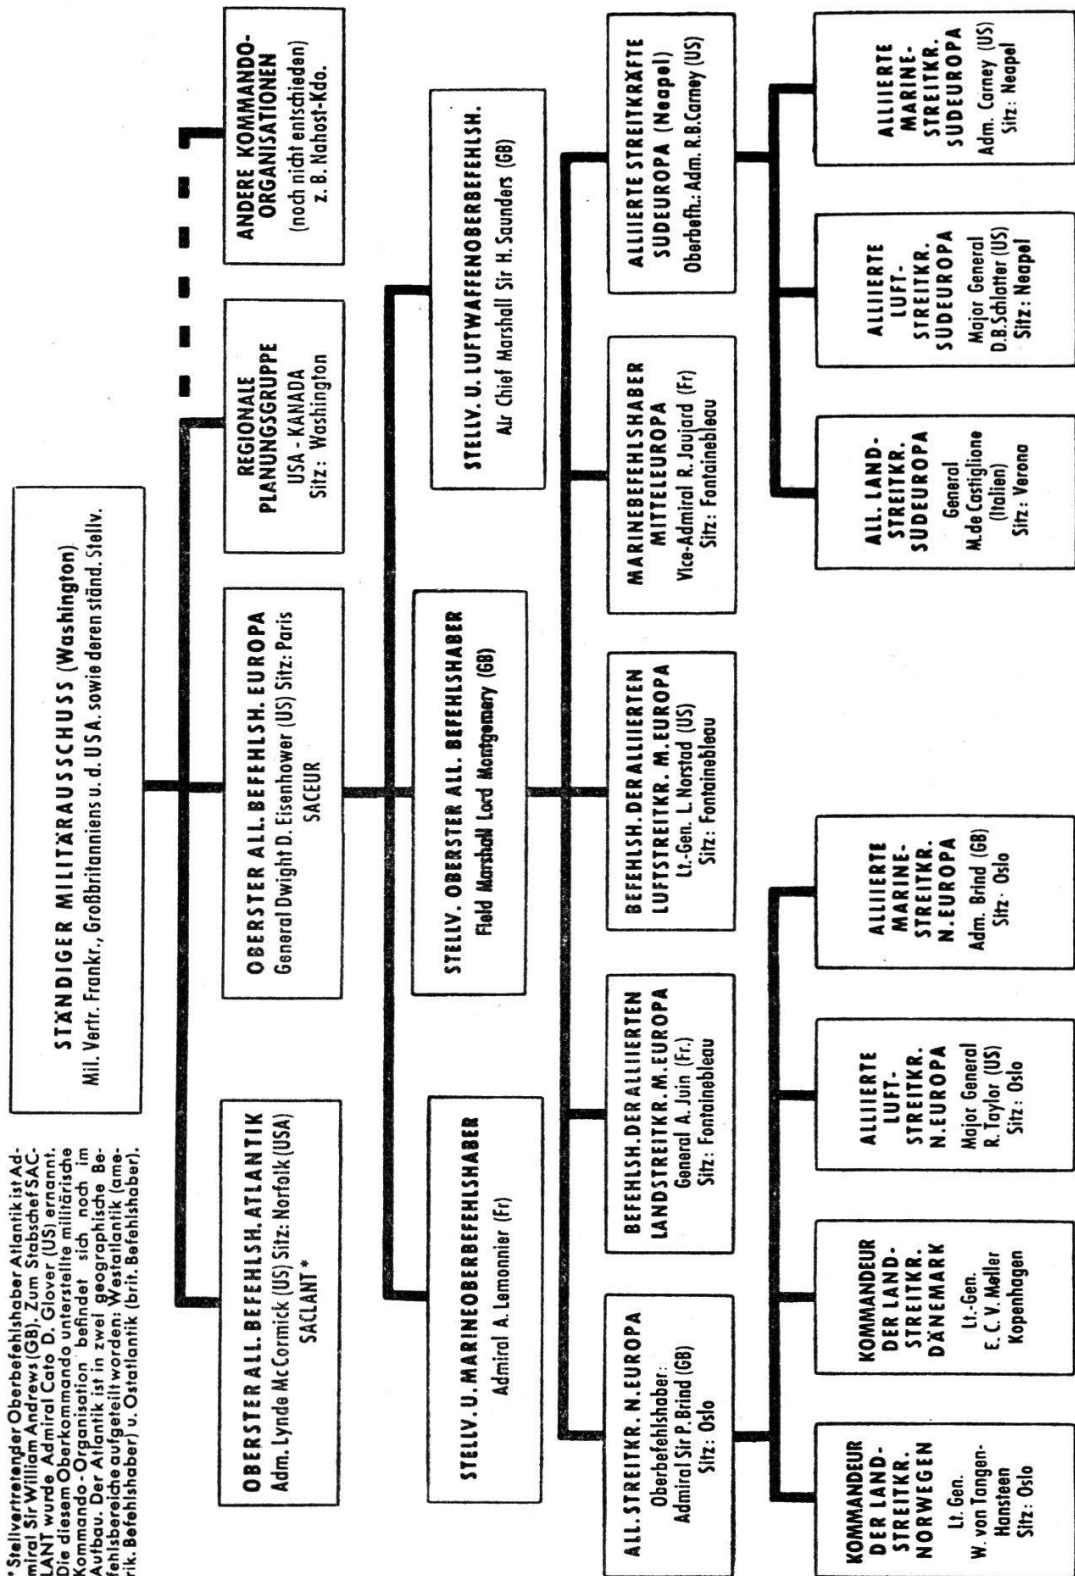 STÄNDIGER MILITÄRAUSSCHUSS (Washington)
Mil. Vertr. Frankr., Großbritanniens u. d. USA. sowie deren ständ. Stellv.
OBERSTER ALL. BEFEHLSH. ATLANTIK
Adm. Lynde McCormick (US) Sitz: Norfolk (USA)
SACLANT *
OBERSTER ALL. BEFEHLSH. EUROPA
General Dwight D. Eisenhower (US) Sitz: Paris
SACEUR
REGIONALE
PLANUNGSGRUPPE
USA - KANADA
Sitz: Washington
ANDERE KOMMANDO-
ORGANISATIONEN
(noch nicht entschieden)
z. B. Nahost-Kdo.
STELLV. U. MARINEOBERBEFEHLSHABER
Admiral A. Lemonnier (Fr)
STELLV. OBERSTER ALL. BEFEHLSHABER
Field Marshall Lord Montgomery (GB)
STELLV. U. LUFTWAFFENOBERBEFEHLSH.
Air Chief Marshall Sir H. Saunders (GB)
ALL. STREITKR. N. EUROPA
Oberbefehlshaber:
Admiral Sir P. Brind (GB)
Sitz: Oslo
BEFEHLSH. DER ALLIIERTEN
LANDSTREITKR. M. EUROPA
General A. Juin (Fr.)
Sitz: Fontainebleau
BEFEHLSH. DER ALLIIERTEN
LUFTSTREITKR. M. EUROPA
Lt.-Gen. L. Norstad (US)
Sitz: Fontainebleau
MARINEBEFEHLSHABER
MITTELEUROPA
Vice-Admiral R. Jaujard (Fr)
Sitz: Fontainebleau
ALLIIERTE STREITKRÄFTE
SÜDEUROPA (Neapel)
Oberbefh.: Adm. R. B. Carney (US)
KOMMANDEUR
DER LAND-
STREITKR.
NORWEGEN
Lt. Gen.
W. von Tangen-
Hansteen
Sitz: Oslo
KOMMANDEUR
DER LAND-
STREITKR.
DÄNEMARK
Lt.-Gen.
E. C. V. Møller
Kopenhagen
ALLIIERTE
LUFT-
STREITKR.
N. EUROPA
Major General
R. Taylor (US)
Sitz: Oslo
ALLIIERTE
MARINE-
STREITKR.
N. EUROPA
Adm. Brind (GB)
Sitz: Oslo
ALL. LAND-
STREITKR.
SÜDEUROPA
General
M. de Castiglione
(Italien)
Sitz: Verona
ALLIIERTE
LUFT-
STREITKR.
SÜDEUROPA
Major General
D. B. Schlatter (US)
Sitz: Neapel
ALLIIERTE
MARINE-
STREITKR.
SÜDEUROPA
Adm. Carney (US)
Sitz: Neapel
* Stellvertretender Oberbefehlshaber Atlantik ist Ad-
miral Sir William Andrews (GB). Zum Stabschef SAC-
LANT wurde Admiral Cato D. Glover (US) ernannt.
Die diesem Oberkommando unterstellte militärische
Kommando-Organisation befindet sich noch im
Aufbau. Der Atlantik ist in zwei geographische Be-
fehlsbereiche aufgeteilt worden: Westatlantik (ame-
rik. Befehlshaber) u. Ostatlantik (brit. Befehlshaber).